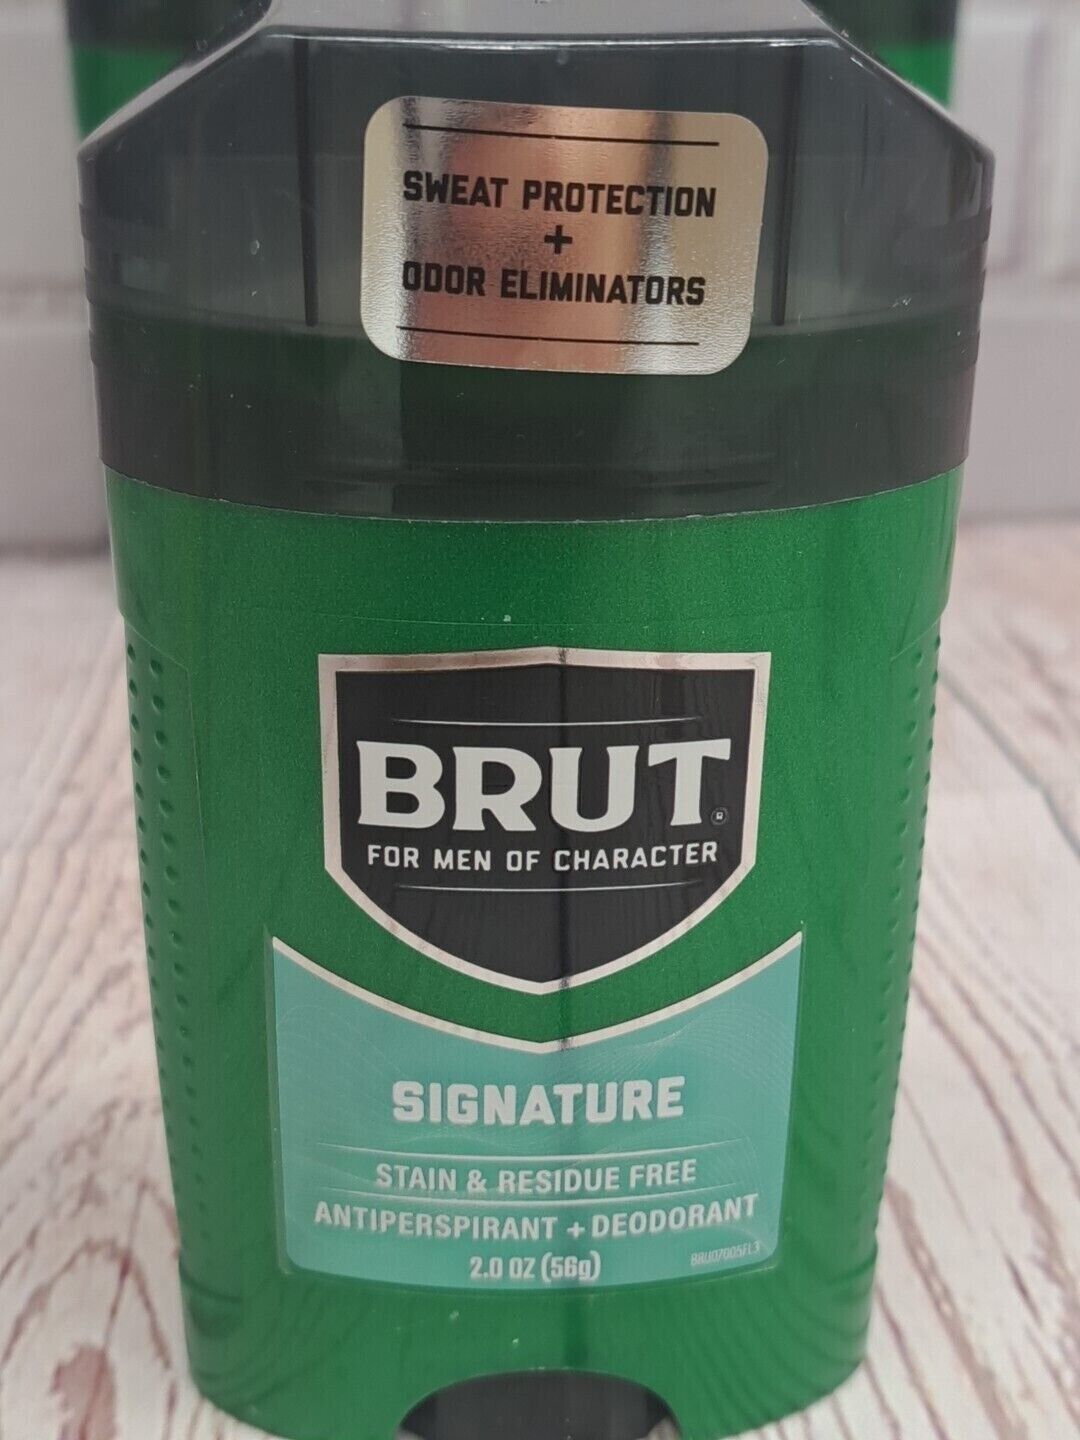 SWEAT PROTECTION
+
ODOR ELIMINATORS
BRUT
FOR MEN OF CHARACTER
SIGNATURE
STAIN & RESIDUE FREE
ANTIPERSPIRANT + DEODORANT
2.0 OZ (56g)
BRU07005FL3